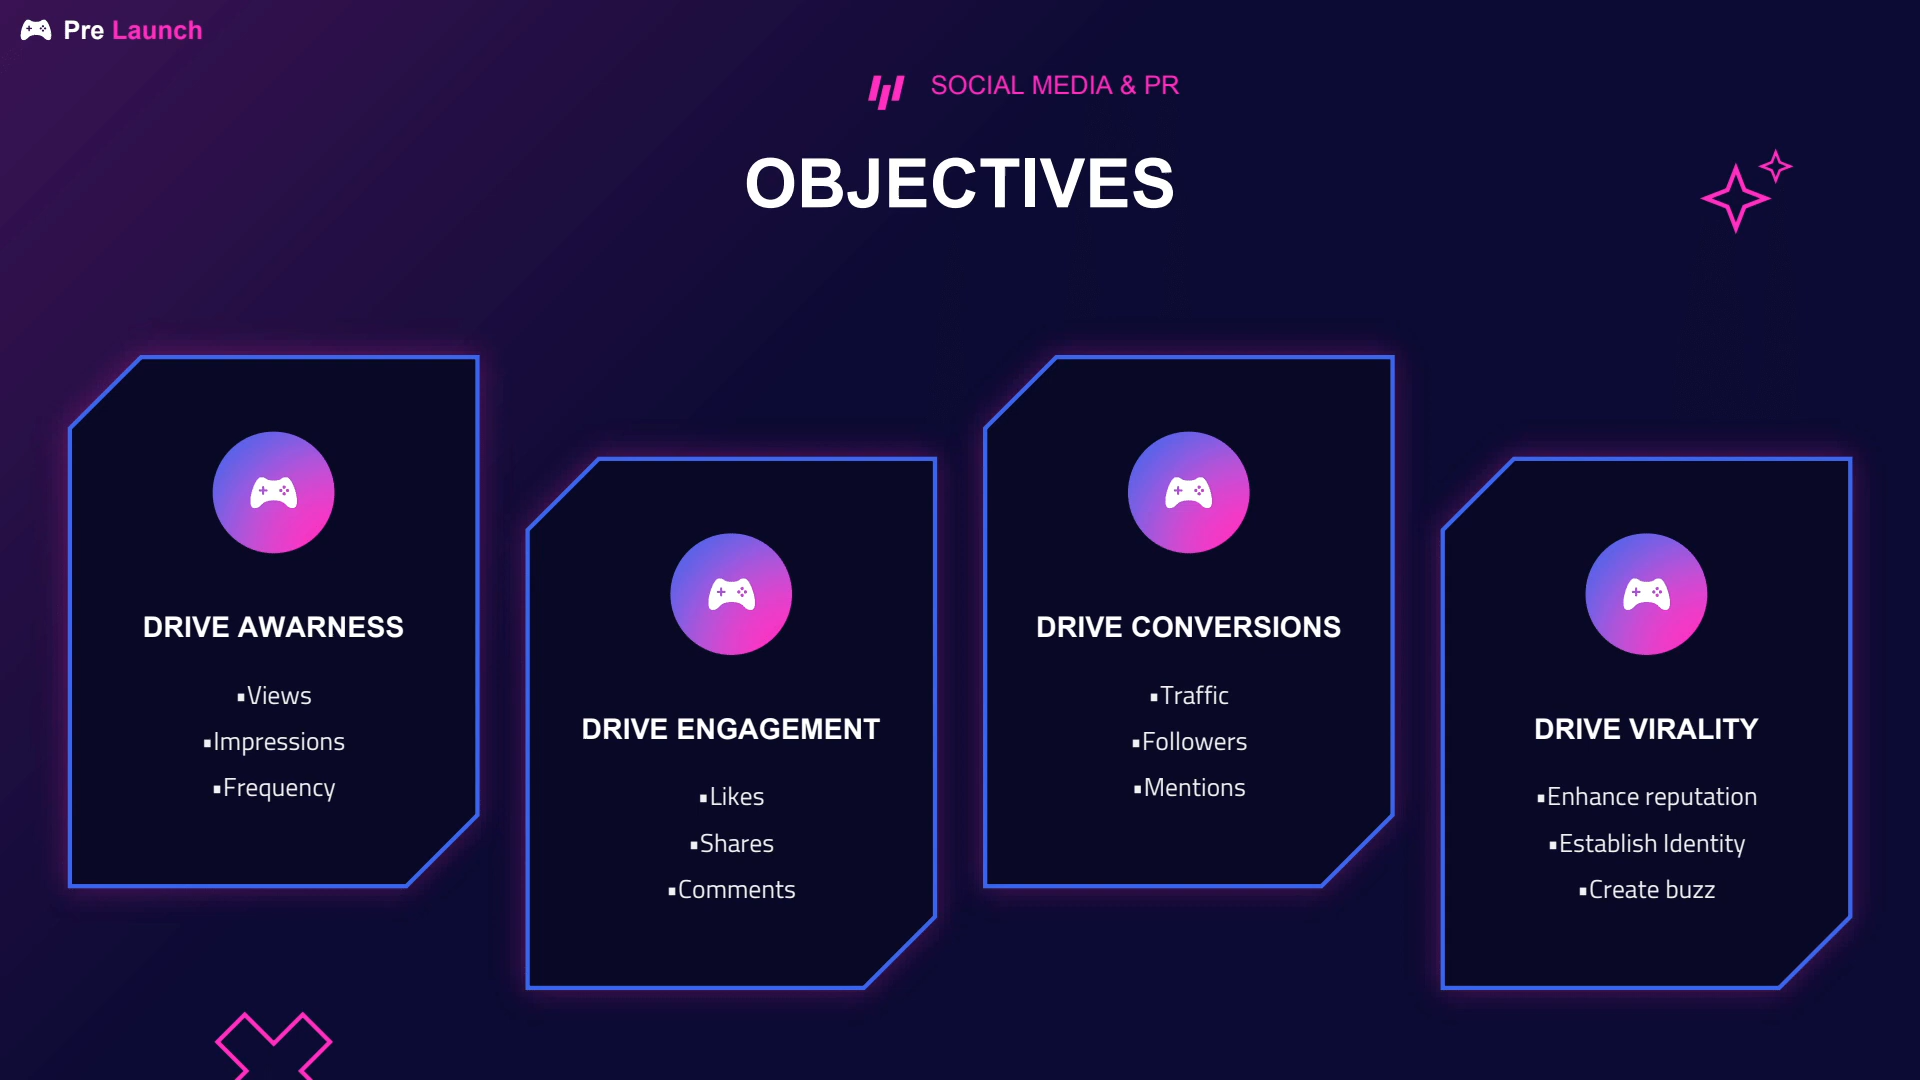 Pre Launch
SOCIAL MEDIA & PR
OBJECTIVES
DRIVE AWARNESS
▪Views
▪Impressions
▪Frequency
DRIVE ENGAGEMENT
▪Likes
▪Shares
▪Comments
DRIVE CONVERSIONS
▪Traffic
▪Followers
▪Mentions
DRIVE VIRALITY
▪Enhance reputation
▪Establish Identity
▪Create buzz